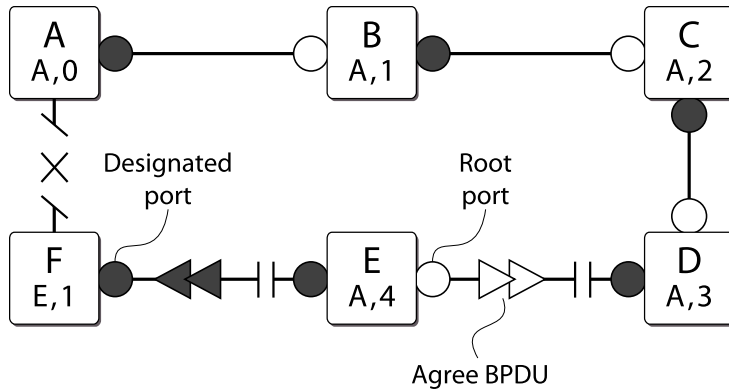 A
A,0
B
A,1
C
A,2
Designated
port
Root
port
F
E,1
E
A,4
D
A,3
Agree BPDU